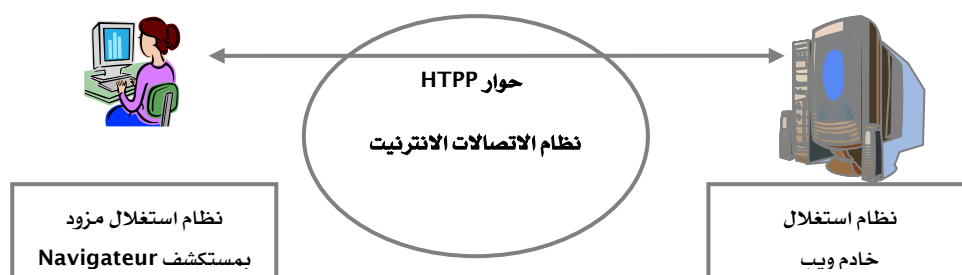 حوار HTPP
نظام الاتصالات الانترنيت
نظام استغلال مزود
بمستكشف Navigateur
نظام استغلال
خادم ويب